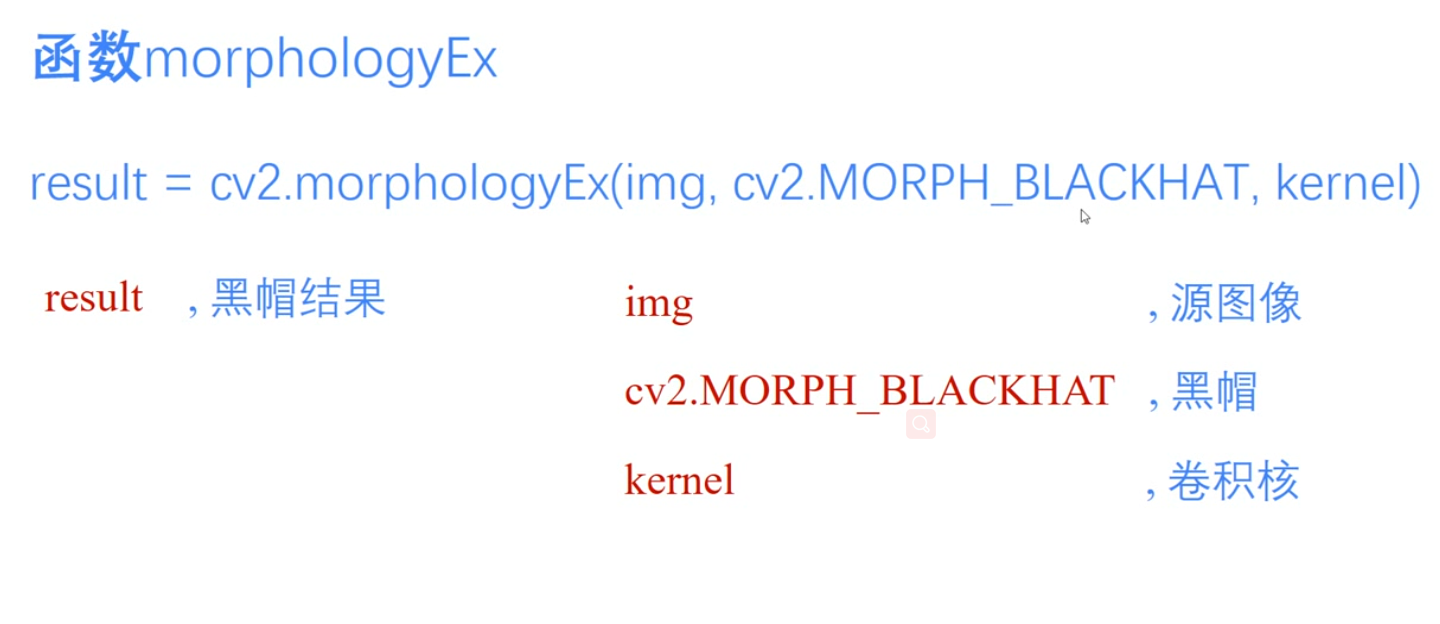 函数morphologyEx
result = cv2.morphologyEx(img, cv2.MORPH_BLACKHAT, kernel)
result , 黑帽结果
img , 源图像
cv2.MORPH_BLACKHAT , 黑帽
kernel , 卷积核